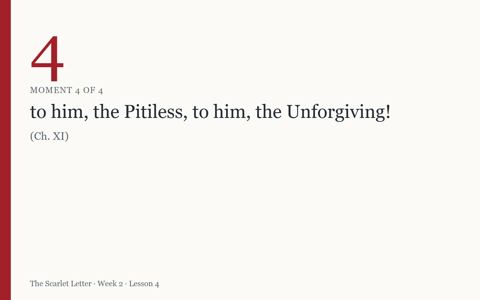 4
MOMENT 4 OF 4
to him, the Pitiless, to him, the Unforgiving!
(Ch. XI)
The Scarlet Letter · Week 2 · Lesson 4